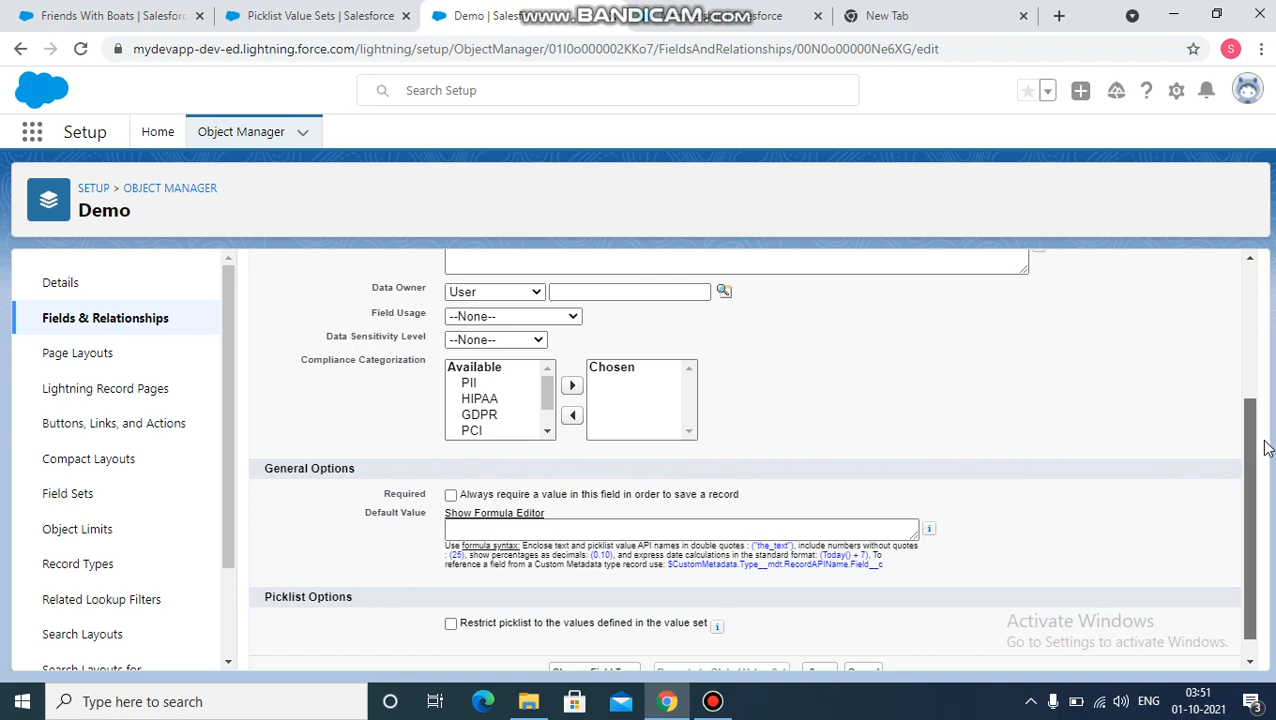 Friends With Boats | Salesforc
Picklist Value Sets | Salesforce
Demo | Sales
www.BANDICAM.com
esforce
New Tab
mydevapp-dev-ed.lightning.force.com/lightning/setup/ObjectManager/01I0o000002KKo7/FieldsAndRelationships/00N0o00000Ne6XG/edit
S
Search Setup
Setup
Home
Object Manager
SETUP > OBJECT MANAGER
Demo
Details
Fields & Relationships
Page Layouts
Lightning Record Pages
Buttons, Links, and Actions
Compact Layouts
Field Sets
Object Limits
Record Types
Related Lookup Filters
Search Layouts
Search Layouts for
Data Owner
User
Field Usage
--None--
Data Sensitivity Level
--None--
Compliance Categorization
Available
PII
HIPAA
GDPR
PCI
Chosen
General Options
Required
Always require a value in this field in order to save a record
Default Value
Show Formula Editor
Use formula syntax: Enclose text and picklist value API names in double quotes : ("the_text"), include numbers without quotes
: (25), show percentages as decimals: (0.10), and express date calculations in the standard format: (Today() + 7). To
reference a field from a Custom Metadata type record use: $CustomMetadata.Type__mdt.RecordAPIName.Field__c
Picklist Options
Restrict picklist to the values defined in the value set
Activate Windows
Go to Settings to activate Windows.
Type here to search
ENG
03:51
01-10-2021
3